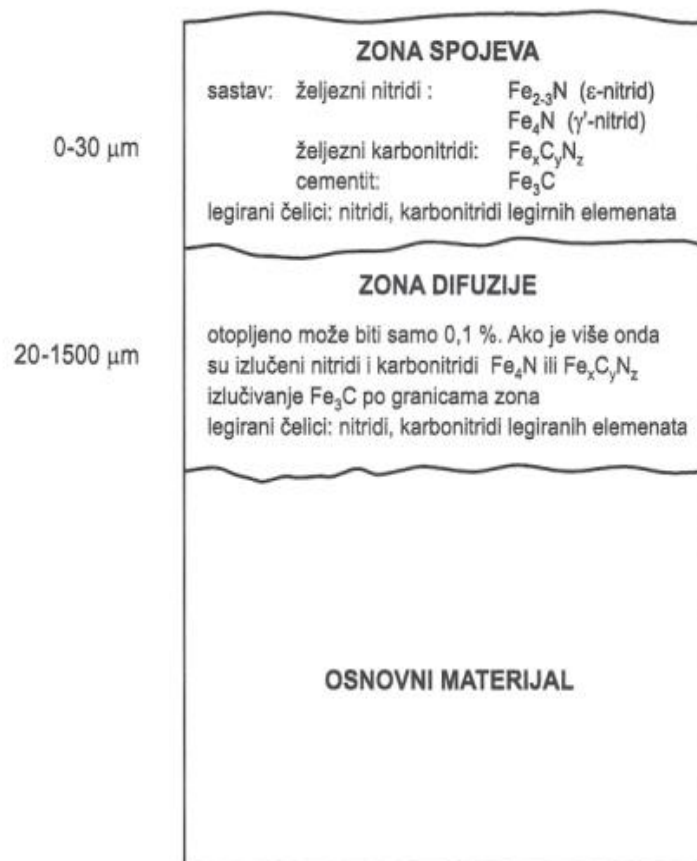 ZONA SPOJEVA
sastav: željezni nitridi : Fe₂₋₃N (ε-nitrid)
Fe₄N (γ'-nitrid)
0-30 μm
željezni karbonitridi: FeₓCᵧN_z
cementit: Fe₃C
legirani čelici: nitridi, karbonitridi legirnih elemenata
ZONA DIFUZIJE
otopljeno može biti samo 0,1 %. Ako je više onda
20-1500 μm
su izlučeni nitridi i karbonitridi Fe₄N ili FeₓCᵧN_z
izlučivanje Fe₃C po granicama zona
legirani čelici: nitridi, karbonitridi legiranih elemenata
OSNOVNI MATERIJAL